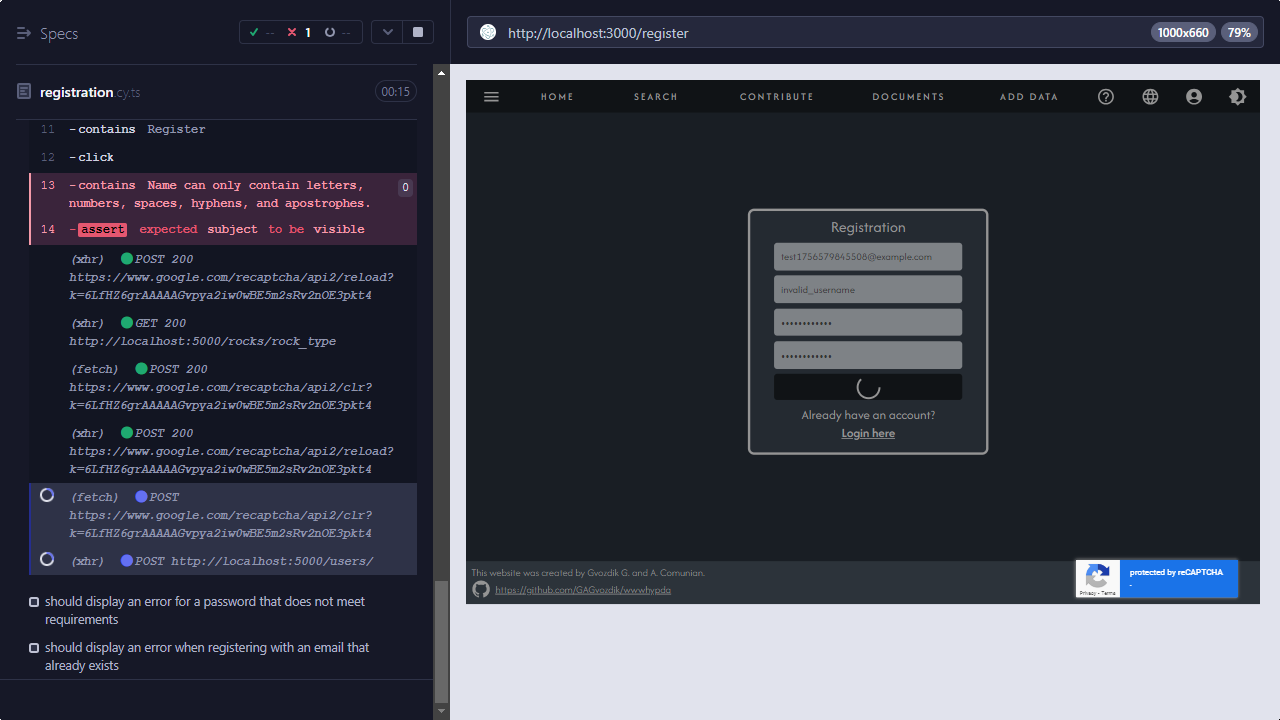 Specs
-- 1 --
registration.cy.ts 00:15
11 -contains Register
12 -click
13 -contains Name can only contain letters, 0
numbers, spaces, hyphens, and apostrophes.
14 -assert expected subject to be visible
(xhr) POST 200
https://www.google.com/recaptcha/api2/reload?
k=6LfHZ6grAAAAAGvpya2iw0wBE5m2sRv2nOE3pkt4
(xhr) GET 200
http://localhost:5000/rocks/rock_type
(fetch) POST 200
https://www.google.com/recaptcha/api2/clr?
k=6LfHZ6grAAAAAGvpya2iw0wBE5m2sRv2nOE3pkt4
(xhr) POST 200
https://www.google.com/recaptcha/api2/reload?
k=6LfHZ6grAAAAAGvpya2iw0wBE5m2sRv2nOE3pkt4
(fetch) POST
https://www.google.com/recaptcha/api2/clr?
k=6LfHZ6grAAAAAGvpya2iw0wBE5m2sRv2nOE3pkt4
(xhr) POST http://localhost:5000/users/
should display an error for a password that does not meet
requirements
should display an error when registering with an email that
already exists
http://localhost:3000/register 1000x660 79%
HOME SEARCH CONTRIBUTE DOCUMENTS ADD DATA
Registration
test1756579845508@example.com
invalid_username
••••••••••••
••••••••••••
Already have an account?
Login here
This website was created by Gvozdik G. and A. Comunian.
https://github.com/GAGvozdik/wwwhypda
protected by reCAPTCHA
-
Privacy - Terms